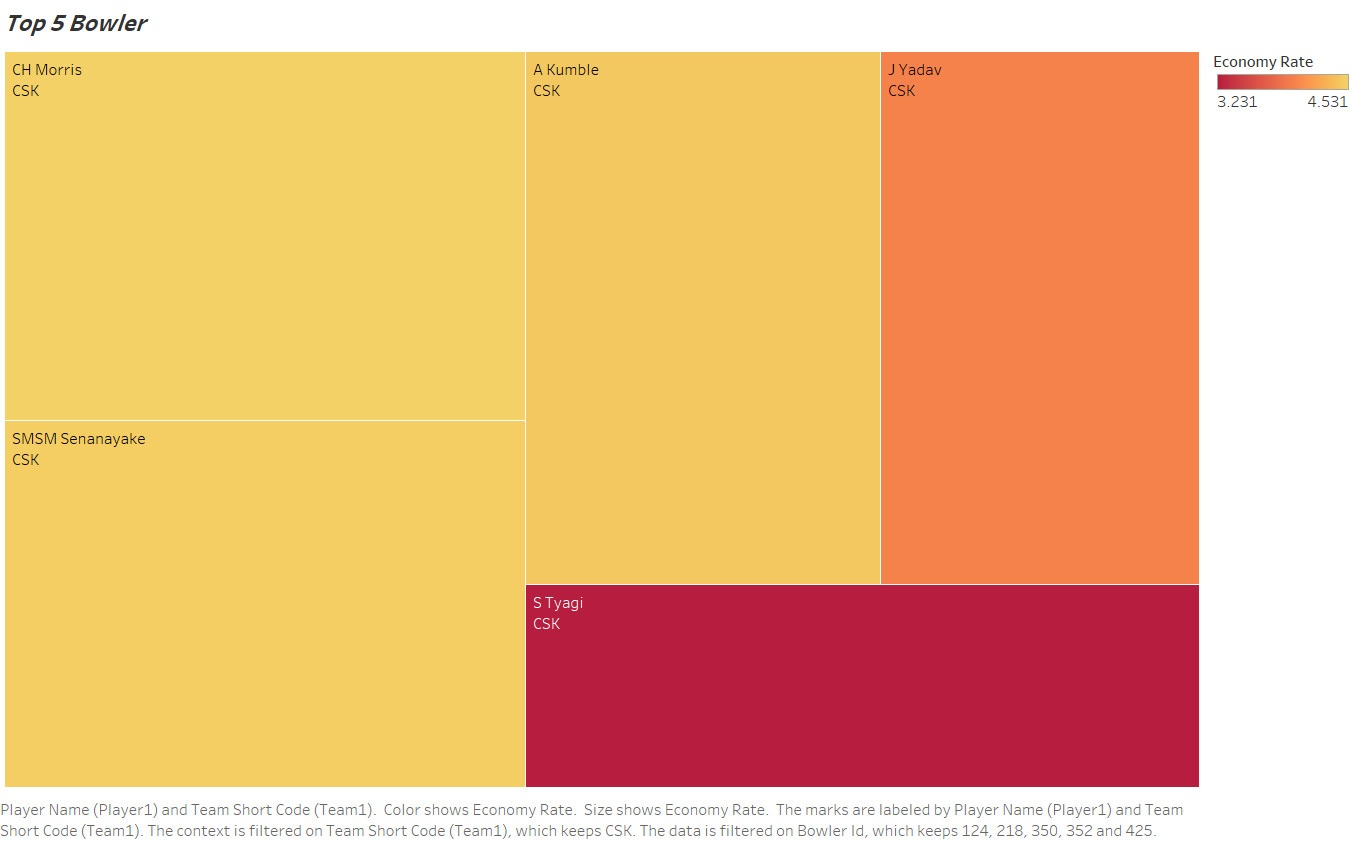 Top 5 Bowler
CH Morris
CSK
A Kumble
CSK
J Yadav
CSK
Economy Rate
3.231 4.531
SMSM Senanayake
CSK
S Tyagi
CSK
Player Name (Player1) and Team Short Code (Team1).  Color shows Economy Rate.  Size shows Economy Rate.  The marks are labeled by Player Name (Player1) and Team
Short Code (Team1). The context is filtered on Team Short Code (Team1), which keeps CSK. The data is filtered on Bowler Id, which keeps 124, 218, 350, 352 and 425.